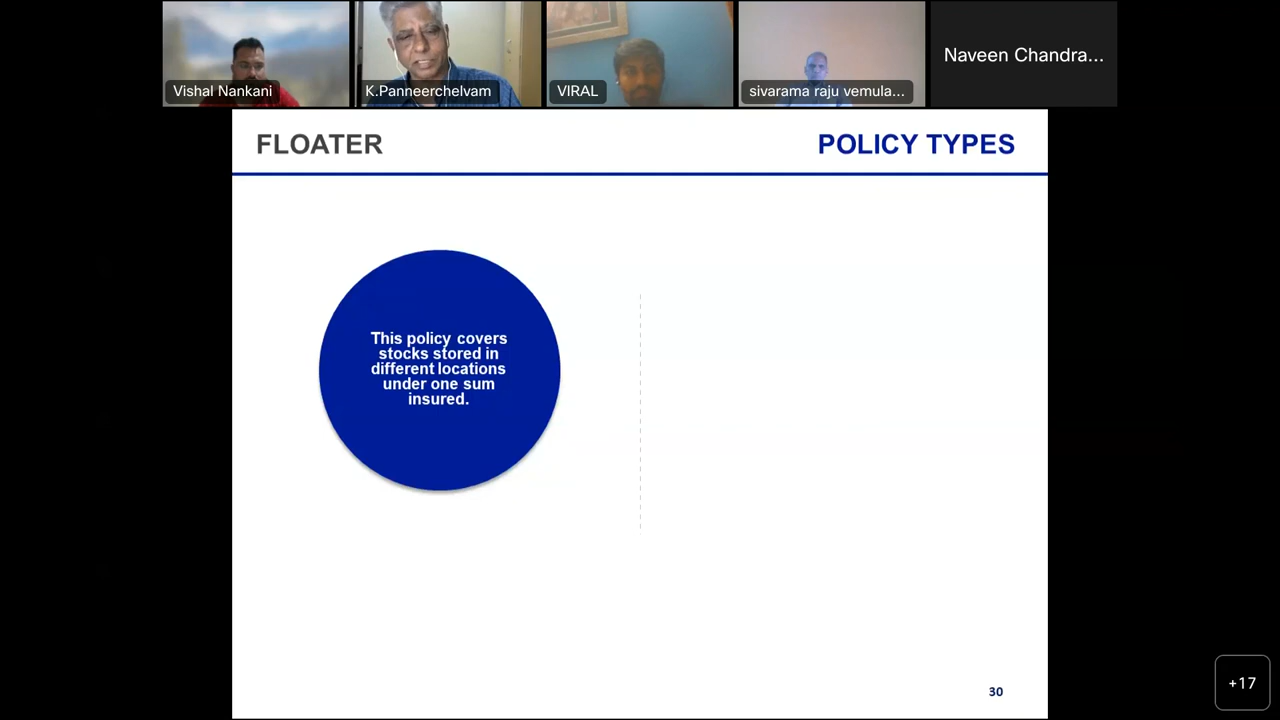 Vishal Nankani
K.Panneerchelvam
VIRAL
sivarama raju vemula...
Naveen Chandra...
FLOATER
POLICY TYPES
This policy covers
stocks stored in
different locations
under one sum
insured.
30
+17